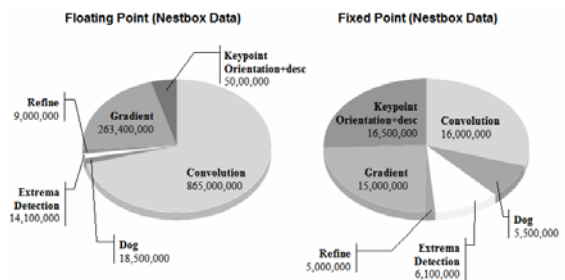 Floating Point (Nestbox Data)
Keypoint
Orientation+desc
50,00,000
Refine
9,000,000
Gradient
263,400,000
Convolution
865,000,000
Extrema
Detection
14,100,000
Dog
18,500,000
Fixed Point (Nestbox Data)
Keypoint
Orientation+desc
16,500,000
Convolution
16,000,000
Gradient
15,000,000
Dog
5,500,000
Refine
5,000,000
Extrema
Detection
6,100,000